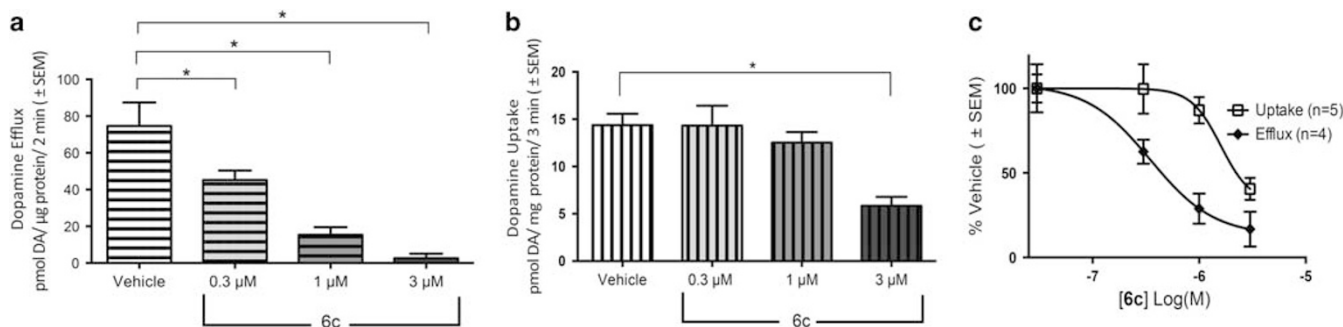 a
*
*
*
Dopamine Efflux
pmol DA/ µg protein/ 2 min ( ± SEM)
100
80
60
40
20
0
Vehicle 0.3 µM 1 µM 3 µM
6c
b
*
Dopamine Uptake
pmol DA/ mg protein/ 3 min ( ± SEM)
20
15
10
5
0
Vehicle 0.3 µM 1 µM 3 µM
6c
c
% Vehicle ( ± SEM)
100
50
0
Uptake (n=5)
Efflux (n=4)
-7 -6 -5
[6c] Log(M)